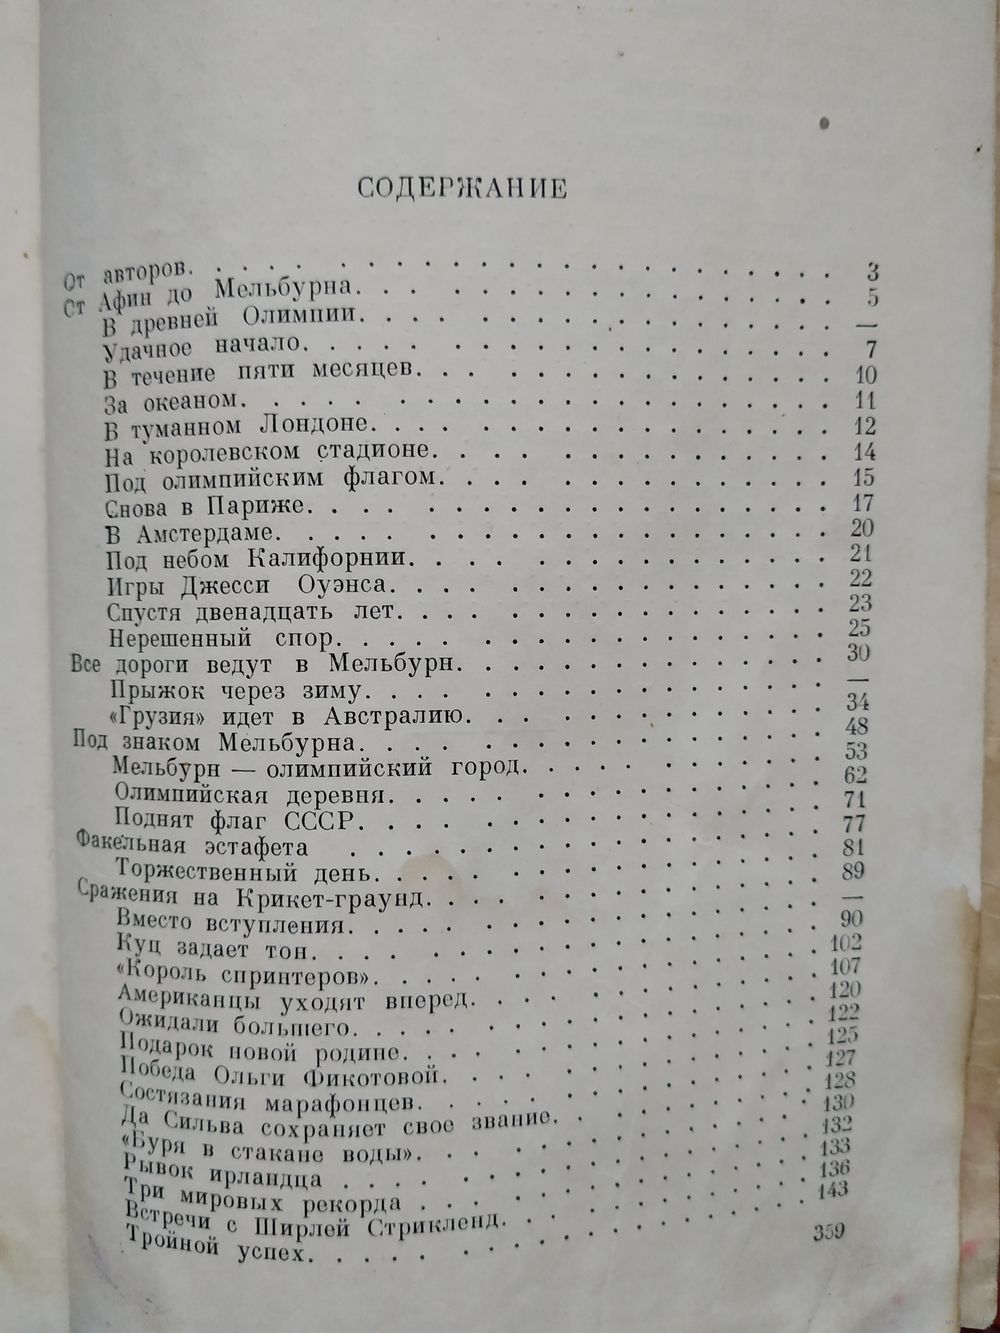 СОДЕРЖАНИЕ
От авторов. . . . . . . . . . . . . . . . . . . . 3
От Афин до Мельбурна. . . . . . . . . . . . . . . 5
В древней Олимпии. . . . . . . . . . . . . . . . —
Удачное начало. . . . . . . . . . . . . . . . . . 7
В течение пяти месяцев. . . . . . . . . . . . . . 10
За океаном. . . . . . . . . . . . . . . . . . . . 11
В туманном Лондоне. . . . . . . . . . . . . . . . 12
На королевском стадионе. . . . . . . . . . . . . 14
Под олимпийским флагом. . . . . . . . . . . . . . 15
Снова в Париже. . . . . . . . . . . . . . . . . . 17
В Амстердаме. . . . . . . . . . . . . . . . . . . 20
Под небом Калифорнии. . . . . . . . . . . . . . . 21
Игры Джесси Оуэнса. . . . . . . . . . . . . . . . 22
Спустя двенадцать лет. . . . . . . . . . . . . . 23
Нерешенный спор. . . . . . . . . . . . . . . . . 25
Все дороги ведут в Мельбурн. . . . . . . . . . . 30
Прыжок через зиму. . . . . . . . . . . . . . . . —
«Грузия» идет в Австралию. . . . . . . . . . . . 34
Под знаком Мельбурна. . . . . . . . . . . . . . . 48
Мельбурн — олимпийский город. . . . . . . . . . . 53
Олимпийская деревня. . . . . . . . . . . . . . . 62
Поднят флаг СССР. . . . . . . . . . . . . . . . . 71
Факельная эстафета . . . . . . . . . . . . . . . 77
Торжественный день. . . . . . . . . . . . . . . . 81
Сражения на Крикет-граунд. . . . . . . . . . . . 89
Вместо вступления. . . . . . . . . . . . . . . . —
Куц задает тон. . . . . . . . . . . . . . . . . . 90
«Король спринтеров». . . . . . . . . . . . . . . 102
Американцы уходят вперед. . . . . . . . . . . . . 107
Ожидали большего. . . . . . . . . . . . . . . . . 120
Подарок новой родине. . . . . . . . . . . . . . . 122
Победа Ольги Фикотовой. . . . . . . . . . . . . . 125
Состязания марафонцев. . . . . . . . . . . . . . 127
Да Сильва сохраняет свое звание. . . . . . . . . 128
«Буря в стакане воды». . . . . . . . . . . . . . 130
Рывок ирландца . . . . . . . . . . . . . . . . . 132
Три мировых рекорда . . . . . . . . . . . . . . . 133
Встречи с Ширлей Стрикленд. . . . . . . . . . . . 136
Тройной успех. . . . . . . . . . . . . . . . . . 143
359